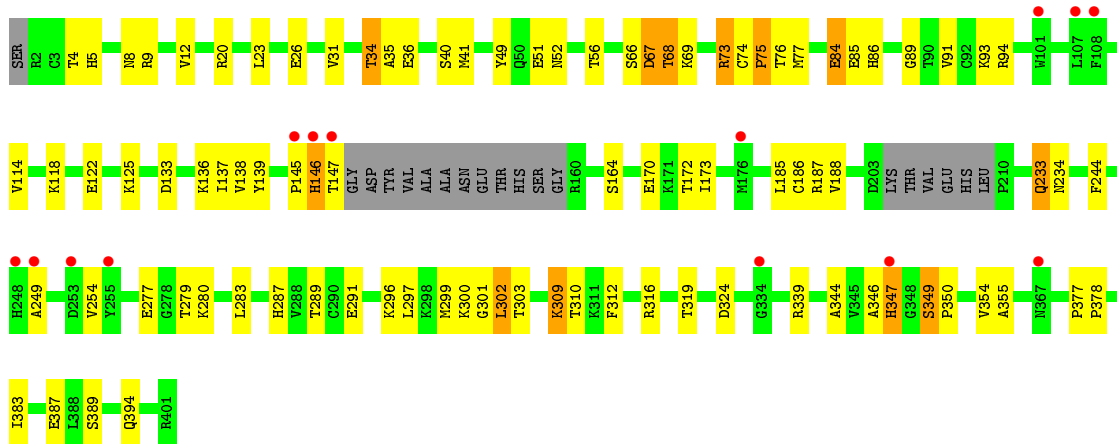 SER R2 C3 T4 H5 N8 R9 V12 R20 L23 E26 V31 T34 A35 E36 S40 M41 Y49 Q50 E51 N52 T56 S66 D67 T68 K69 R73 C74 P75 T76 M77 E84 E85 H86 G89 T90 V91 C92 K93 R94 W101 L107 F108
V114 K118 E122 K125 D133 K136 I137 V138 Y139 P145 H146 T147 GLY ASP TYR VAL ALA ALA ASN GLU THR HIS SER GLY R160 S164 E170 K171 T172 I173 M176 L185 C186 R187 V188 D203 LYS THR VAL GLU HIS LEU P210 Q233 N234 F244
H248 A249 D253 V254 Y255 E277 G278 T279 K280 L283 H287 V288 T289 C290 E291 K296 L297 K298 M299 K300 G301 L302 T303 K309 T310 K311 F312 R316 T319 D324 G334 R339 A344 V345 A346 H347 G348 S349 P350 V354 A355 N367 P377 P378
I383 E387 L388 S389 Q394 R401